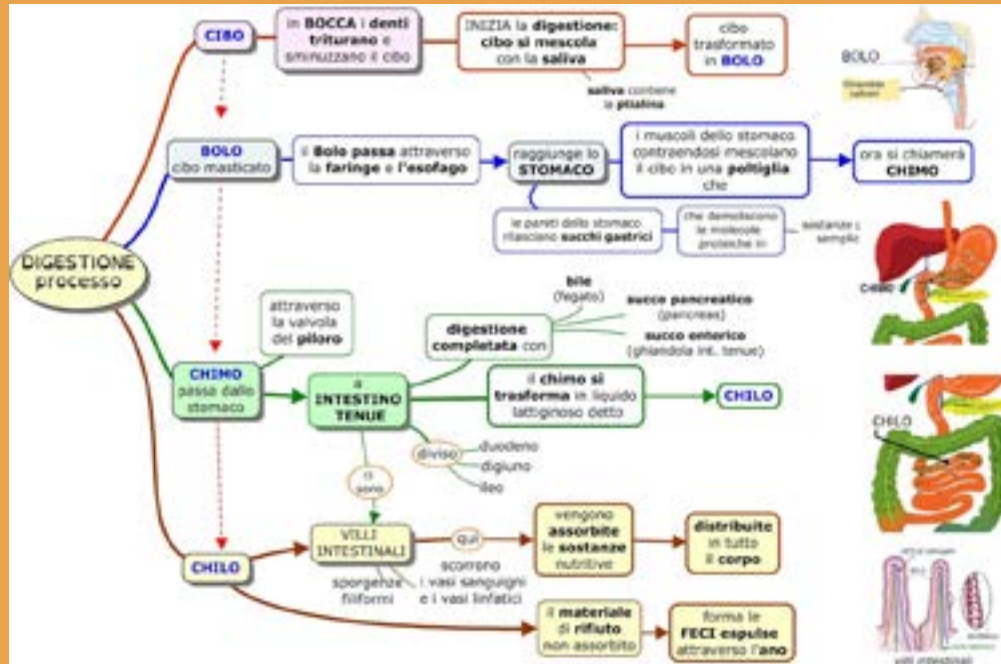 CIBO
in BOCCA i denti
triturano e
sminuzzano il cibo
INIZIA la digestione:
cibo si mescola
con la saliva
saliva contiene
la ptialina
cibo
trasformato
in BOLO
BOLO
BOLO
cibo masticato
il Bolo passa attraverso
la faringe e l'esofago
raggiunge lo
STOMACO
i muscoli dello stomaco
contraendosi mescolano
il cibo in una poltiglia
che
ora si chiamerà
CHIMO
le pareti dello stomaco
rilasciano succhi gastrici
che demoliscono
le molecole
proteiche in
sostanze
DIGESTIONE
processo
CHIMO
passa dallo
stomaco
attraverso
la valvola
del piloro
a
INTESTINO
TENUE
digestione
completata con
bile
(fegato)
succo pancreatico
(pancreas)
succo enterico
(ghiandola int. tenue)
il chimo si
trasforma in liquido
lattiginoso detto
CHILO
diviso
duodeno
digiuno
ileo
ci
sono
CHIMO
CHILO
CHILO
VILLI
INTESTINALI
sporgenze
filiformi
scorrono
i vasi sanguigni
e i vasi linfatici
qui
vengono
assorbite
le sostanze
nutritive
distribuite
in tutto
il corpo
il materiale
di rifiuto
non assorbito
forma le
FECI espulse
attraverso l'ano
villi intestinali